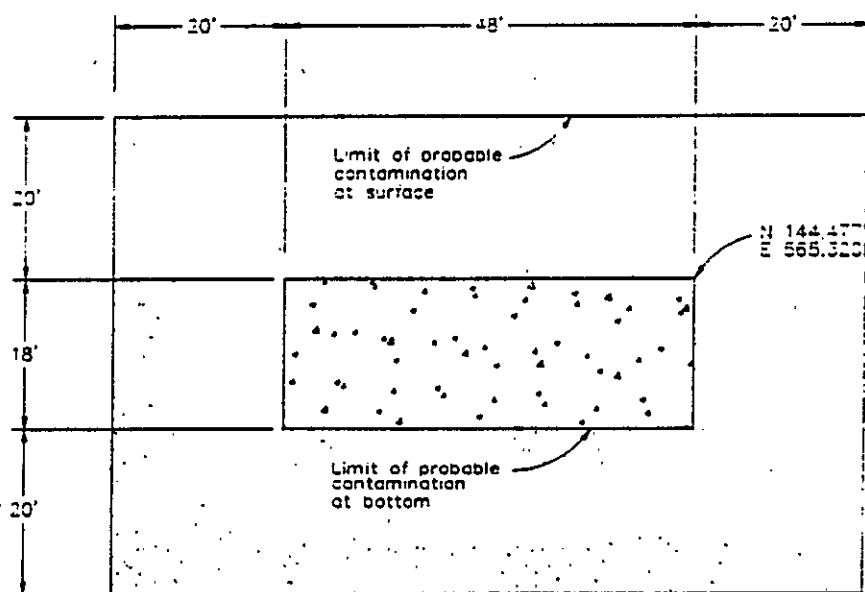 20' 48' 20'
Limit of probable
contamination
at surface
20'
N 144,477
E 565,320
18'
Limit of probable
contamination
at bottom
20'